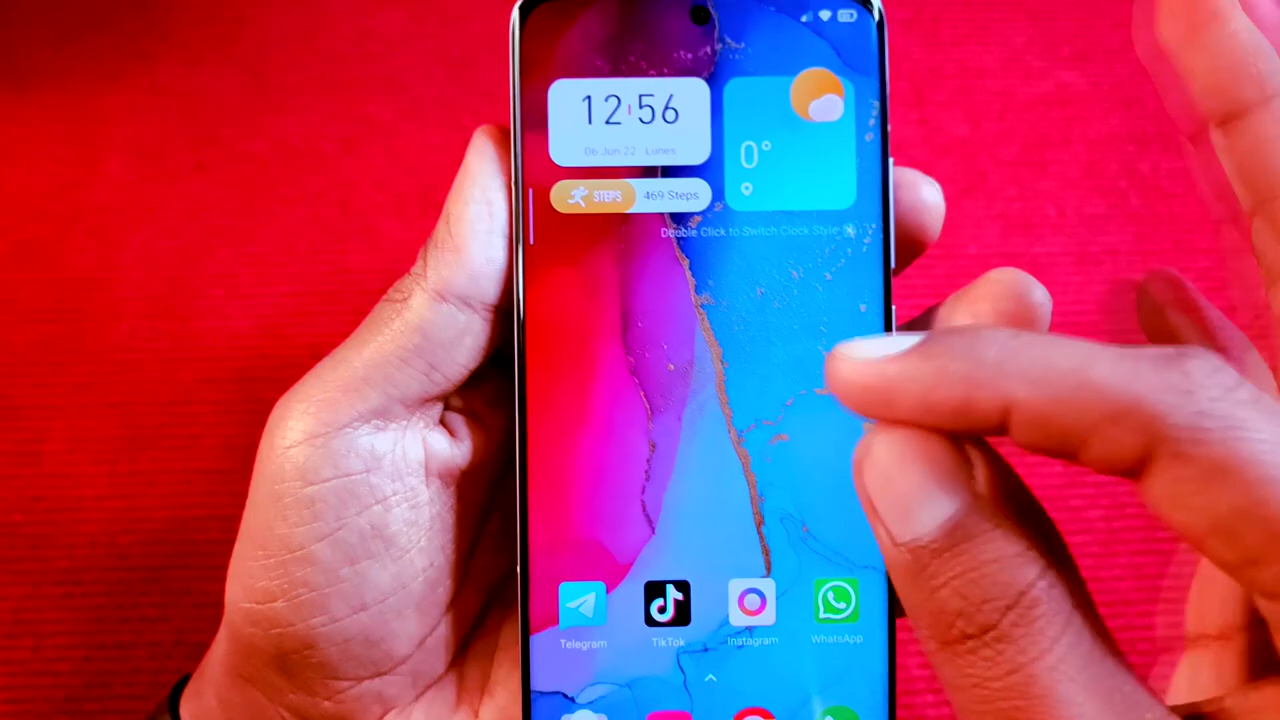 12:56
06 Jun 22 Lunes
0°
STEPS 469 Steps
Double Click to Switch Clock Style
Telegram TikTok Instagram WhatsApp